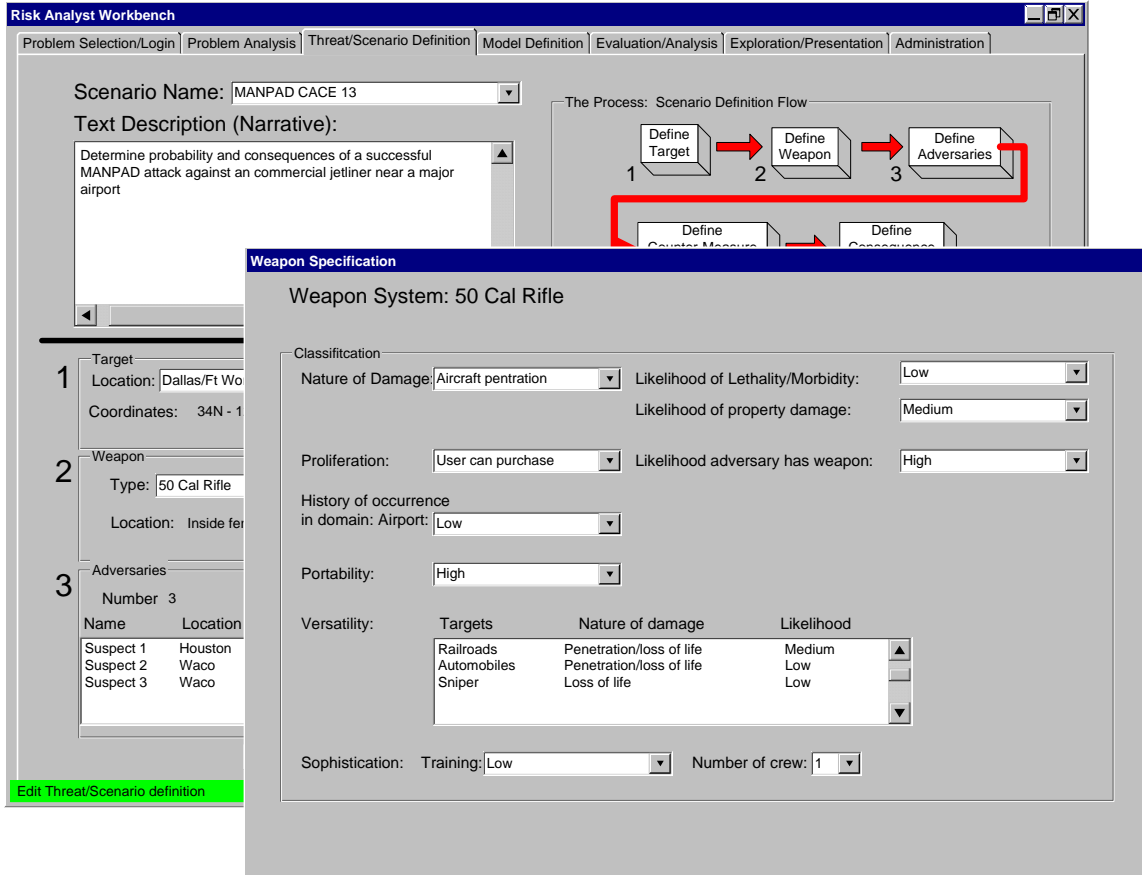 Risk Analyst Workbench
Problem Selection/Login Problem Analysis Threat/Scenario Definition Model Definition Evaluation/Analysis Exploration/Presentation Administration
Scenario Name: MANPAD CACE 13
Text Description (Narrative):
Determine probability and consequences of a successful
MANPAD attack against an commercial jetliner near a major
airport
The Process: Scenario Definition Flow
Define
Target
1
Define
Weapon
2
Define
Adversaries
3
Define
Counter Measure
Define
Consequence
1
Target
Location: Dallas/Ft Wo
Coordinates: 34N - 1
2
Weapon
Type: 50 Cal Rifle
Location: Inside fe
3
Adversaries
Number 3
Name Location
Suspect 1 Houston
Suspect 2 Waco
Suspect 3 Waco
Edit Threat/Scenario definition
Weapon Specification
Weapon System: 50 Cal Rifle
Classifitcation
Nature of Damage: Aircraft pentration Likelihood of Lethality/Morbidity: Low
Likelihood of property damage: Medium
Proliferation: User can purchase Likelihood adversary has weapon: High
History of occurrence
in domain: Airport: Low
Portability: High
Versatility: Targets Nature of damage Likelihood
Railroads Penetration/loss of life Medium
Automobiles Penetration/loss of life Low
Sniper Loss of life Low
Sophistication: Training: Low Number of crew: 1